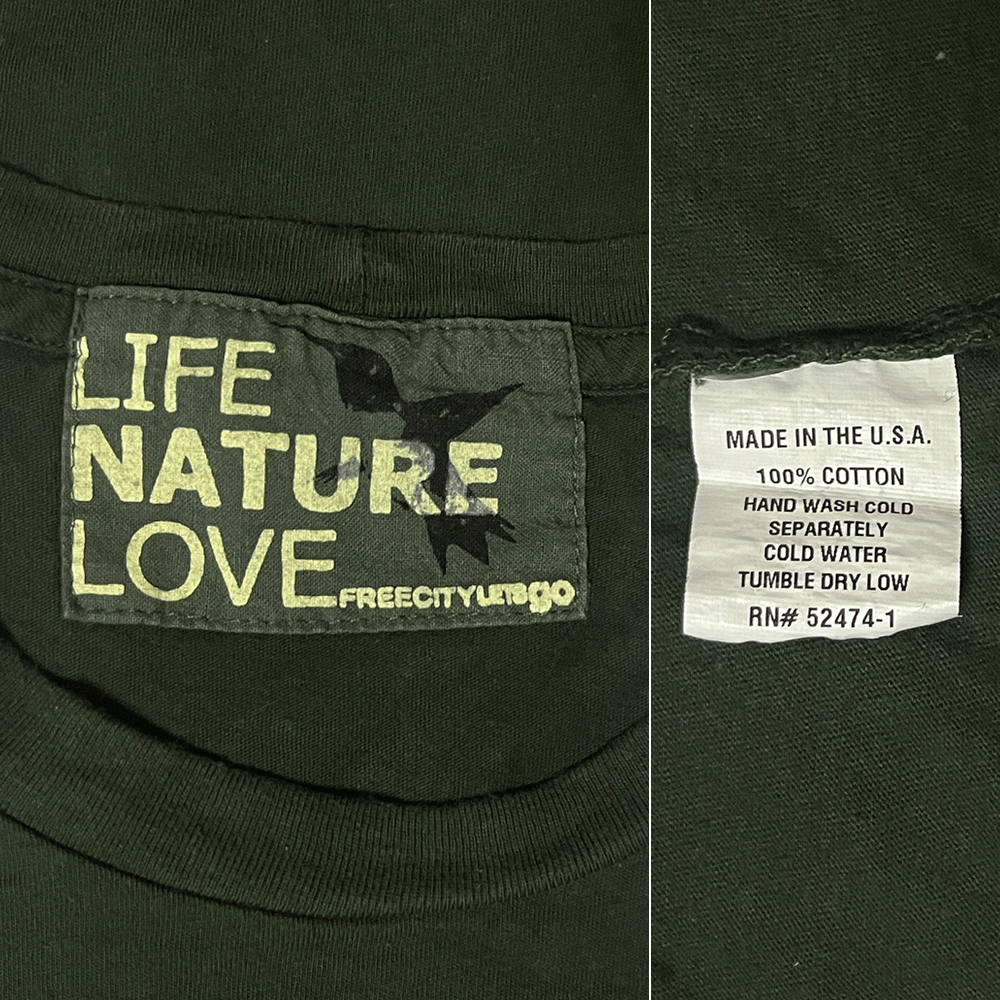 LIFE
NATURE
LOVE
FREECITYLETSgo
MADE IN THE U.S.A.
100% COTTON
HAND WASH COLD
SEPARATELY
COLD WATER
TUMBLE DRY LOW
RN# 52474-1